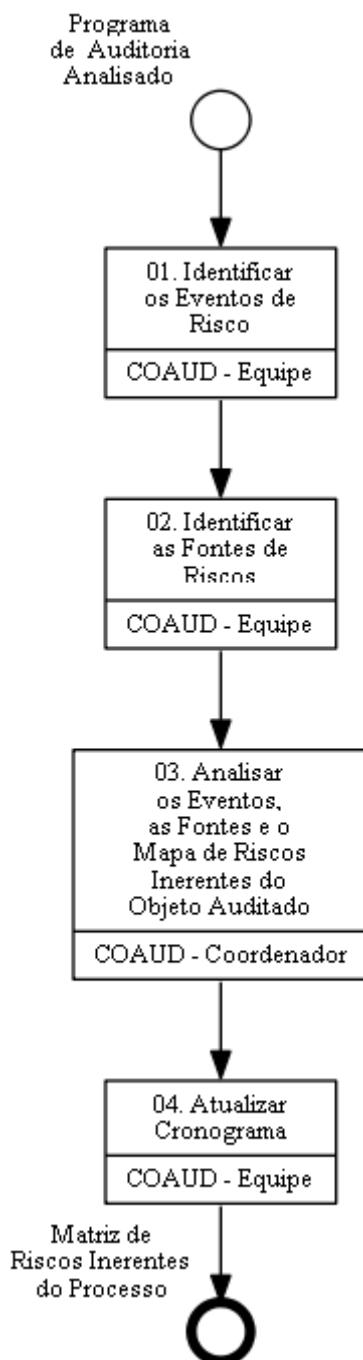 Programa
de Auditoria
Analisado
01. Identificar
os Eventos de
Risco
COAUD - Equipe
02. Identificar
as Fontes de
Riscos
COAUD - Equipe
03. Analisar
os Eventos,
as Fontes e o
Mapa de Riscos
Inerentes do
Objeto Auditado
COAUD - Coordenador
04. Atualizar
Cronograma
COAUD - Equipe
Matriz de
Riscos Inerentes
do Processo